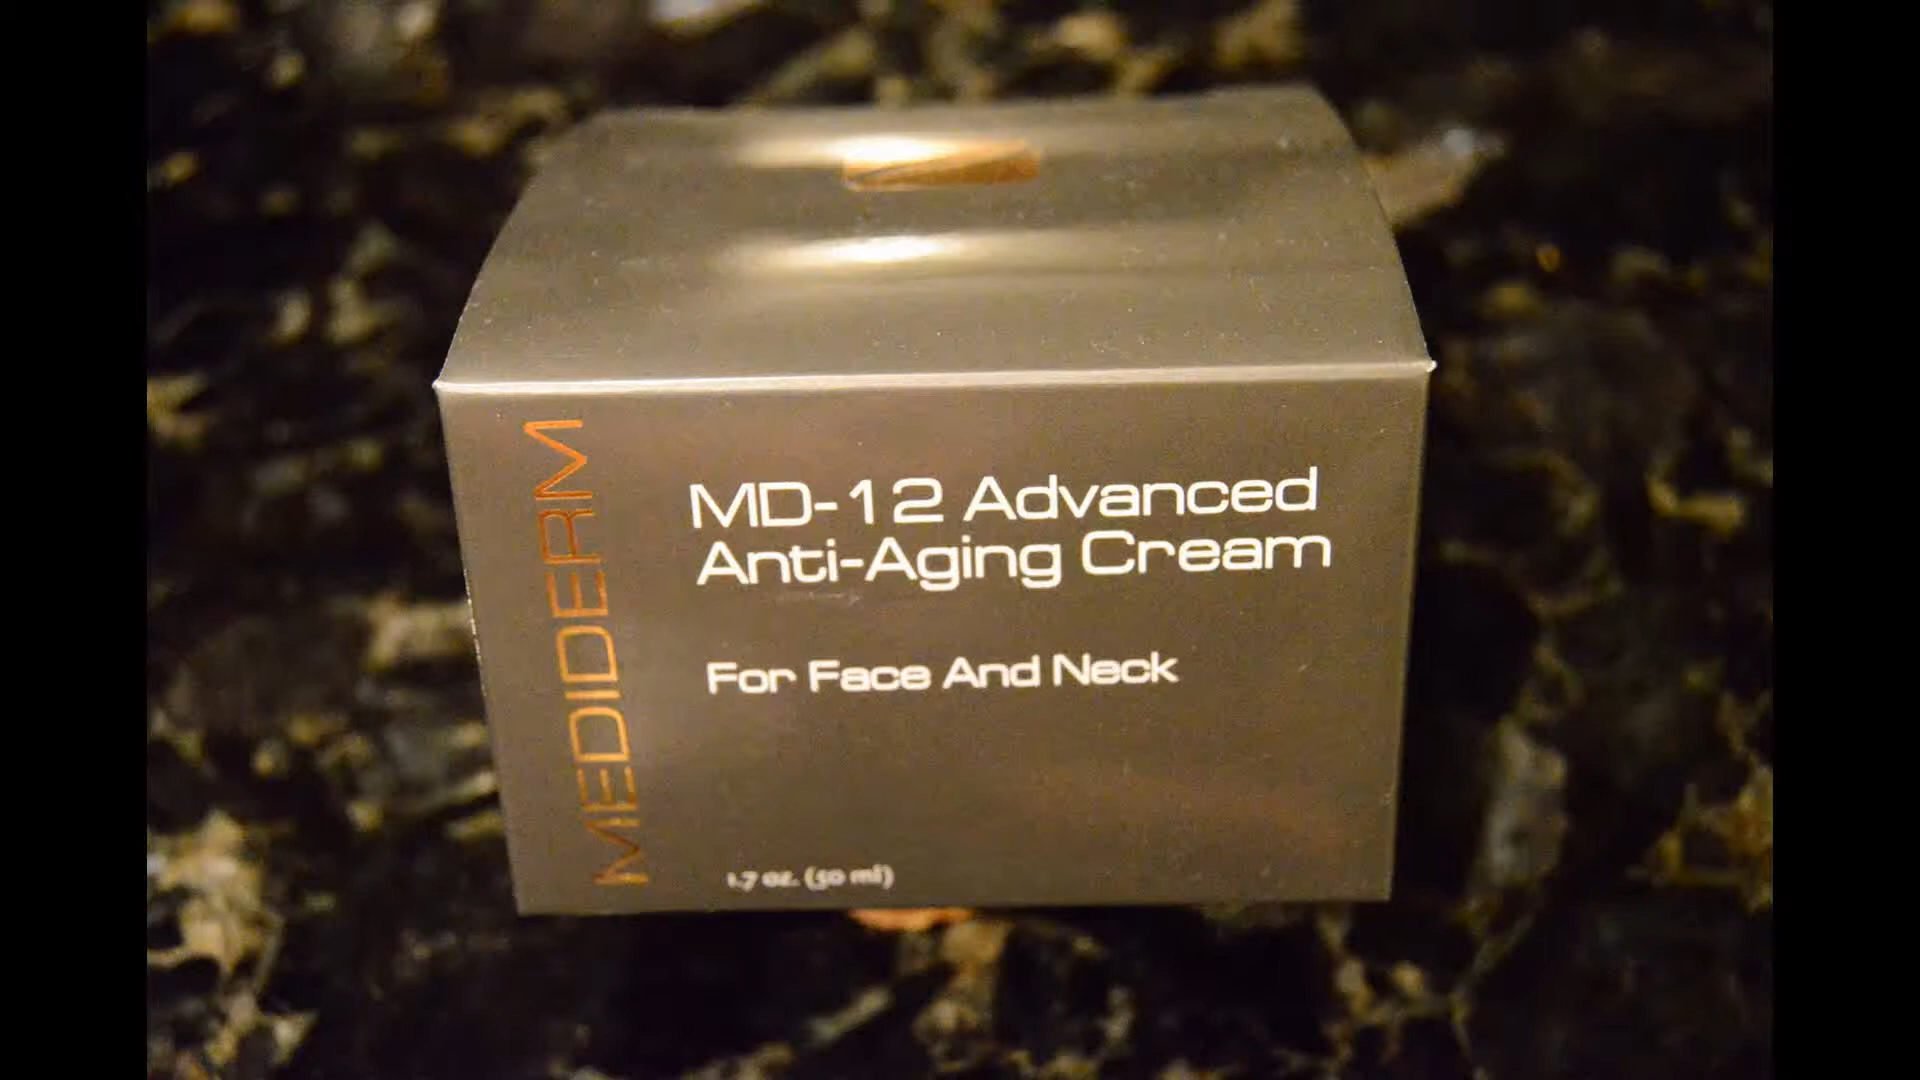 MEDIDERM
MD-12 Advanced
Anti-Aging Cream
For Face And Neck
1.7 oz. (50 ml)